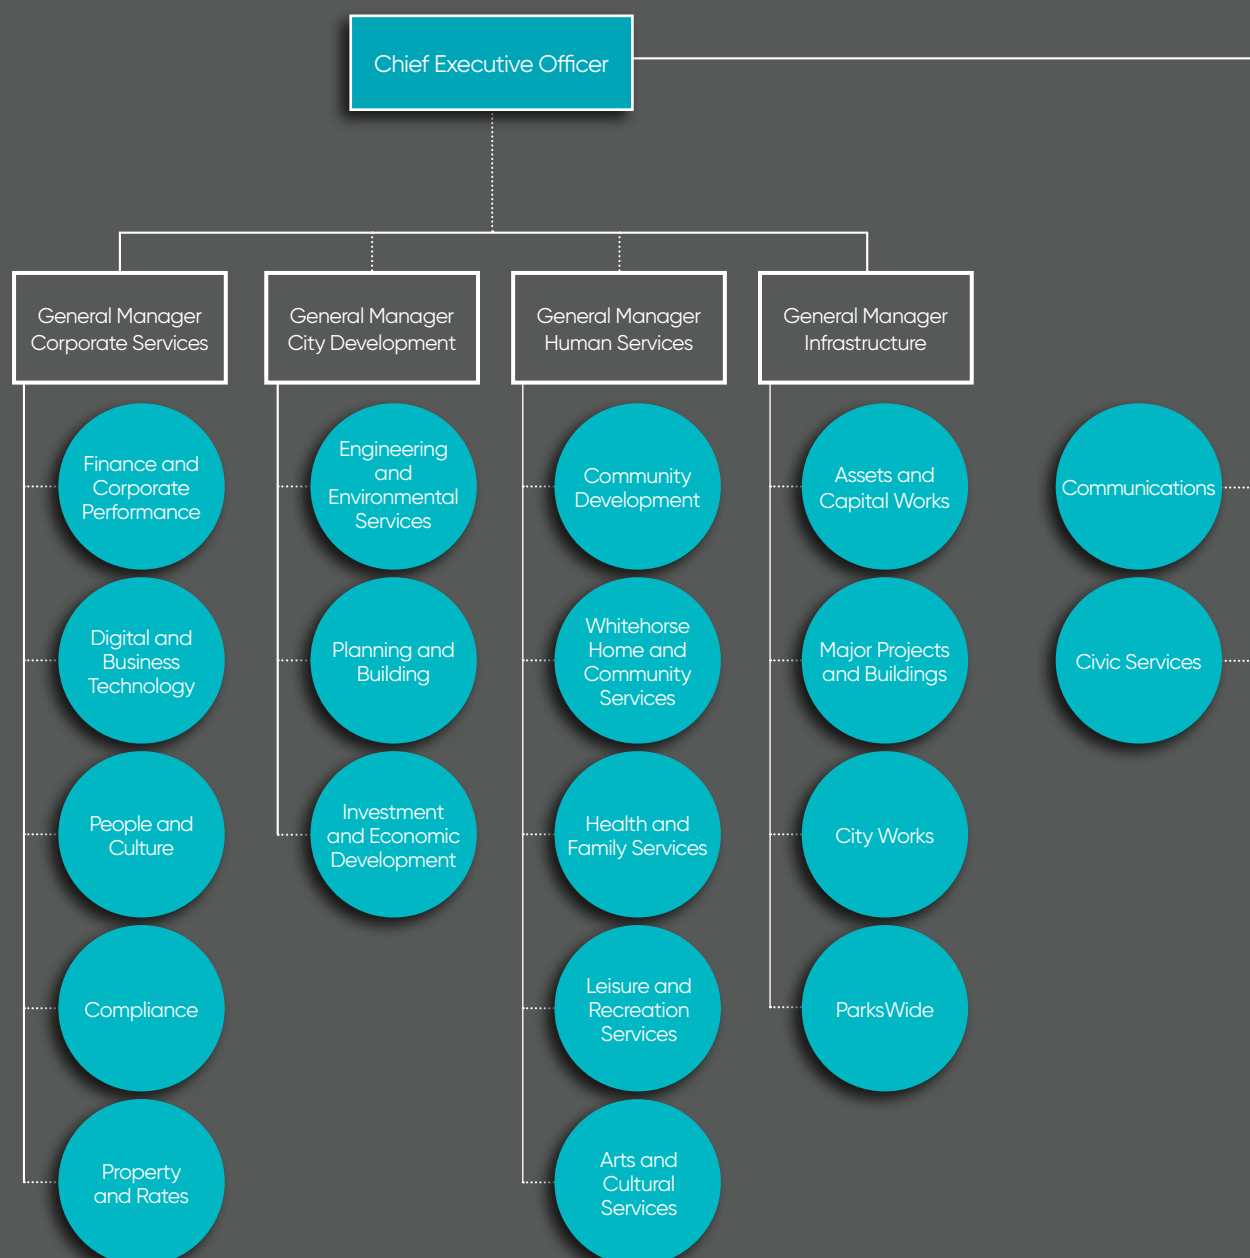 Chief Executive Officer
General Manager
Corporate Services
General Manager
City Development
General Manager
Human Services
General Manager
Infrastructure
Finance and
Corporate
Performance
Digital and
Business
Technology
People and
Culture
Compliance
Property
and Rates
Engineering
and
Environmental
Services
Planning and
Building
Investment
and Economic
Development
Community
Development
Whitehorse
Home and
Community
Services
Health and
Family Services
Leisure and
Recreation
Services
Arts and
Cultural
Services
Assets and
Capital Works
Major Projects
and Buildings
City Works
ParksWide
Communications
Civic Services